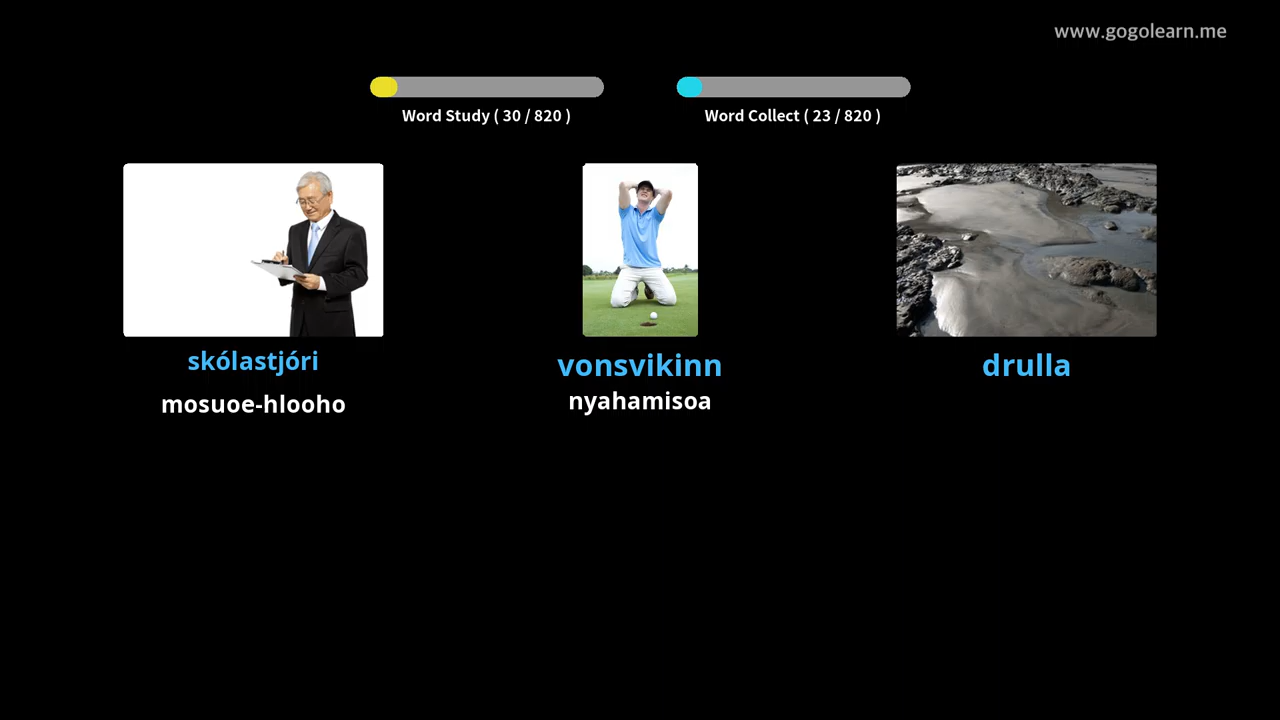 www.gogolearn.me
Word Study ( 30 / 820 )
Word Collect ( 23 / 820 )
skólastjóri
mosuoe-hlooho
vonsvikinn
nyahamisoa
drulla